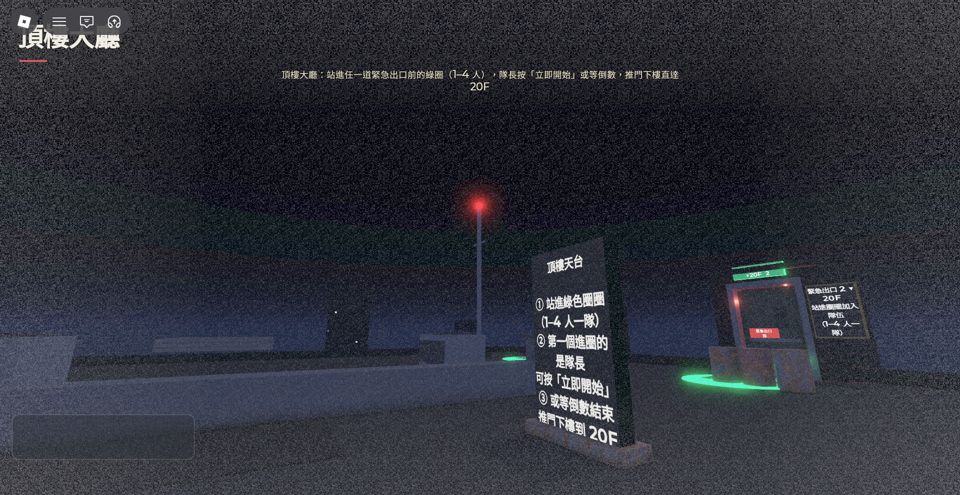 頂樓大廳
頂樓大廳：站進任一道緊急出口前的綠圈（1–4 人），隊長按「立即開始」或等倒數，推門下樓直達
20F
頂樓天台
① 站進綠色圈圈
（1–4 人一隊）
② 第一個進圈的
是隊長
可按「立即開始」
③ 或等倒數結束
推門下樓到 20F
20F 2
緊急出口 2 ▾
20F
站進圈圈加入
隊伍
（1–4 人一
隊）